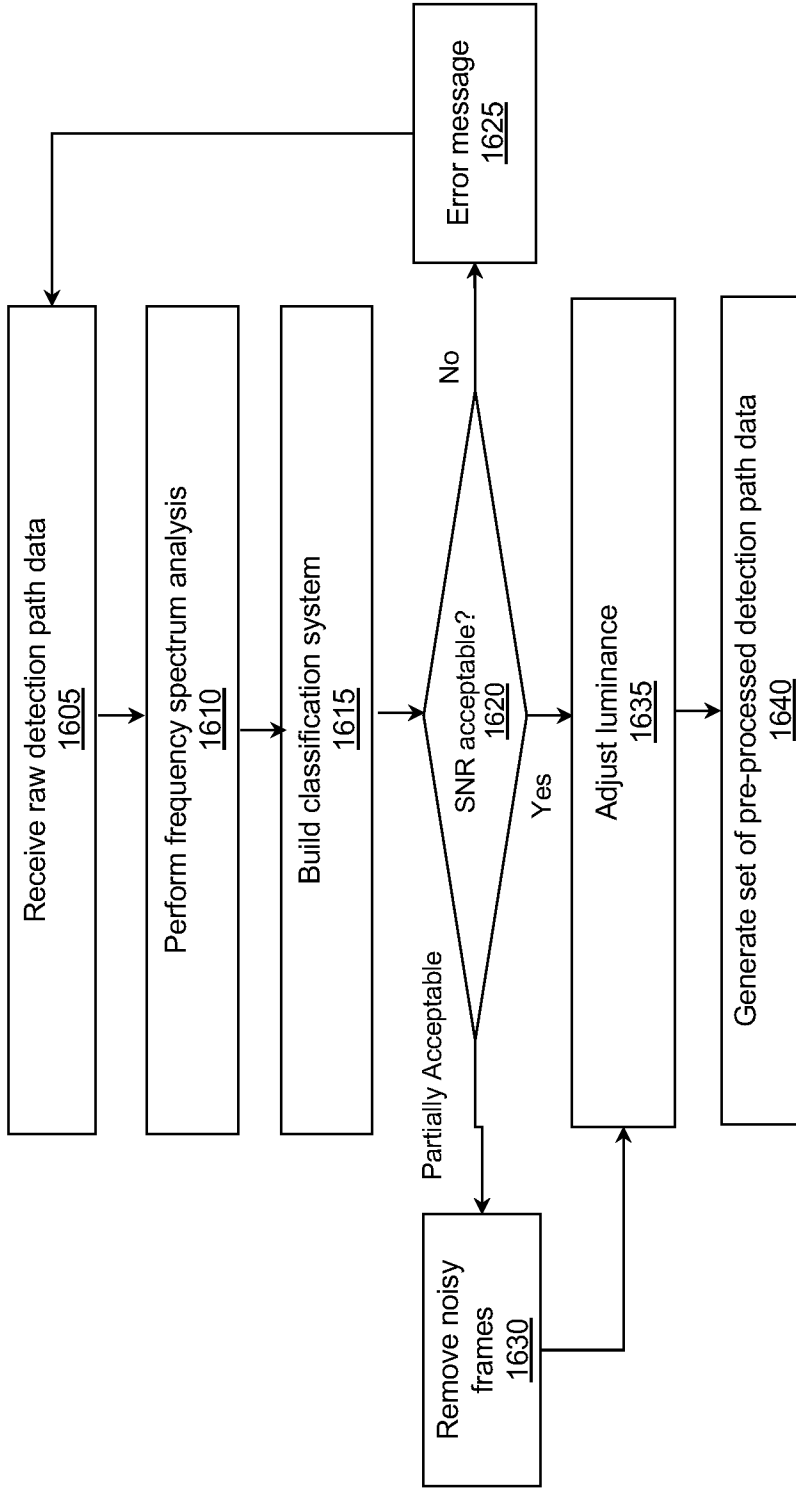 Receive raw detection path data
1605
Perform frequency spectrum analysis
1610
Build classification system
1615
SNR acceptable?
1620
No
Error message
1625
Partially Acceptable
Remove noisy
frames
1630
Yes
Adjust luminance
1635
Generate set of pre-processed detection path data
1640